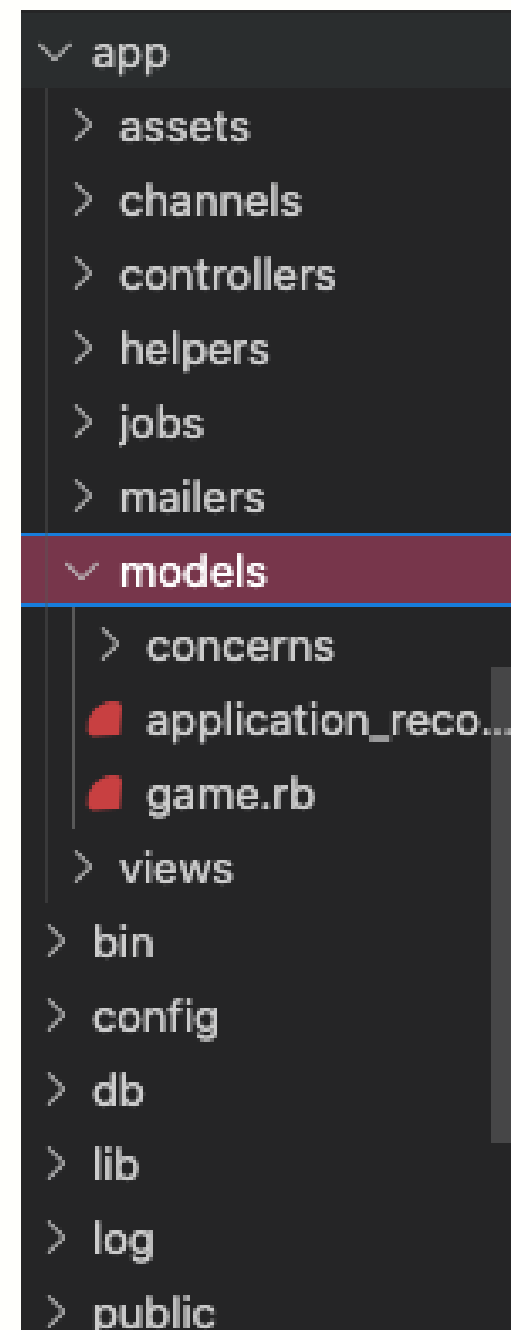 app
assets
channels
controllers
helpers
jobs
mailers
models
concerns
application_reco...
game.rb
views
bin
config
db
lib
log
public